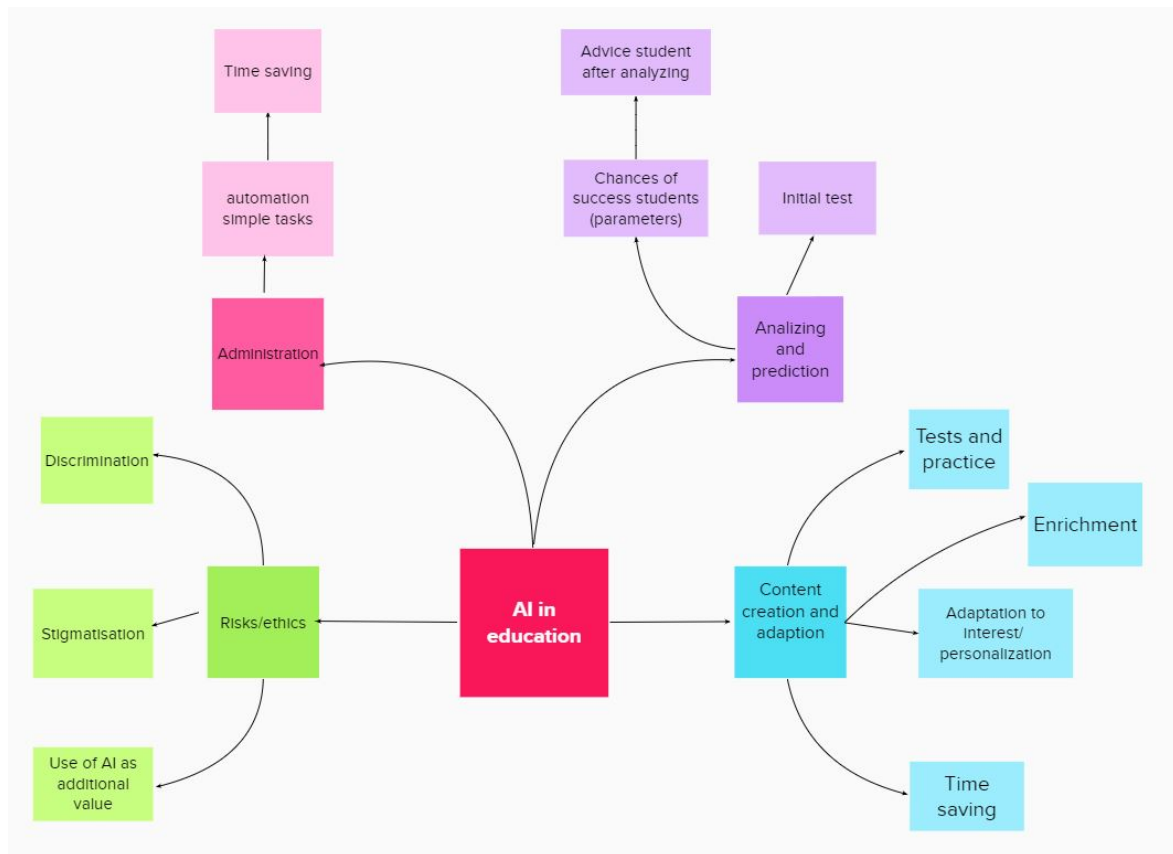 Time saving
automation
simple tasks
Administration
Advice student
after analyzing
Chances of
success students
(parameters)
Initial test
Analizing
and
prediction
Discrimination
Stigmatisation
Use of AI as
additional
value
Risks/ethics
AI in
education
Content
creation and
adaption
Tests and
practice
Enrichment
Adaptation to
interest/
personalization
Time
saving